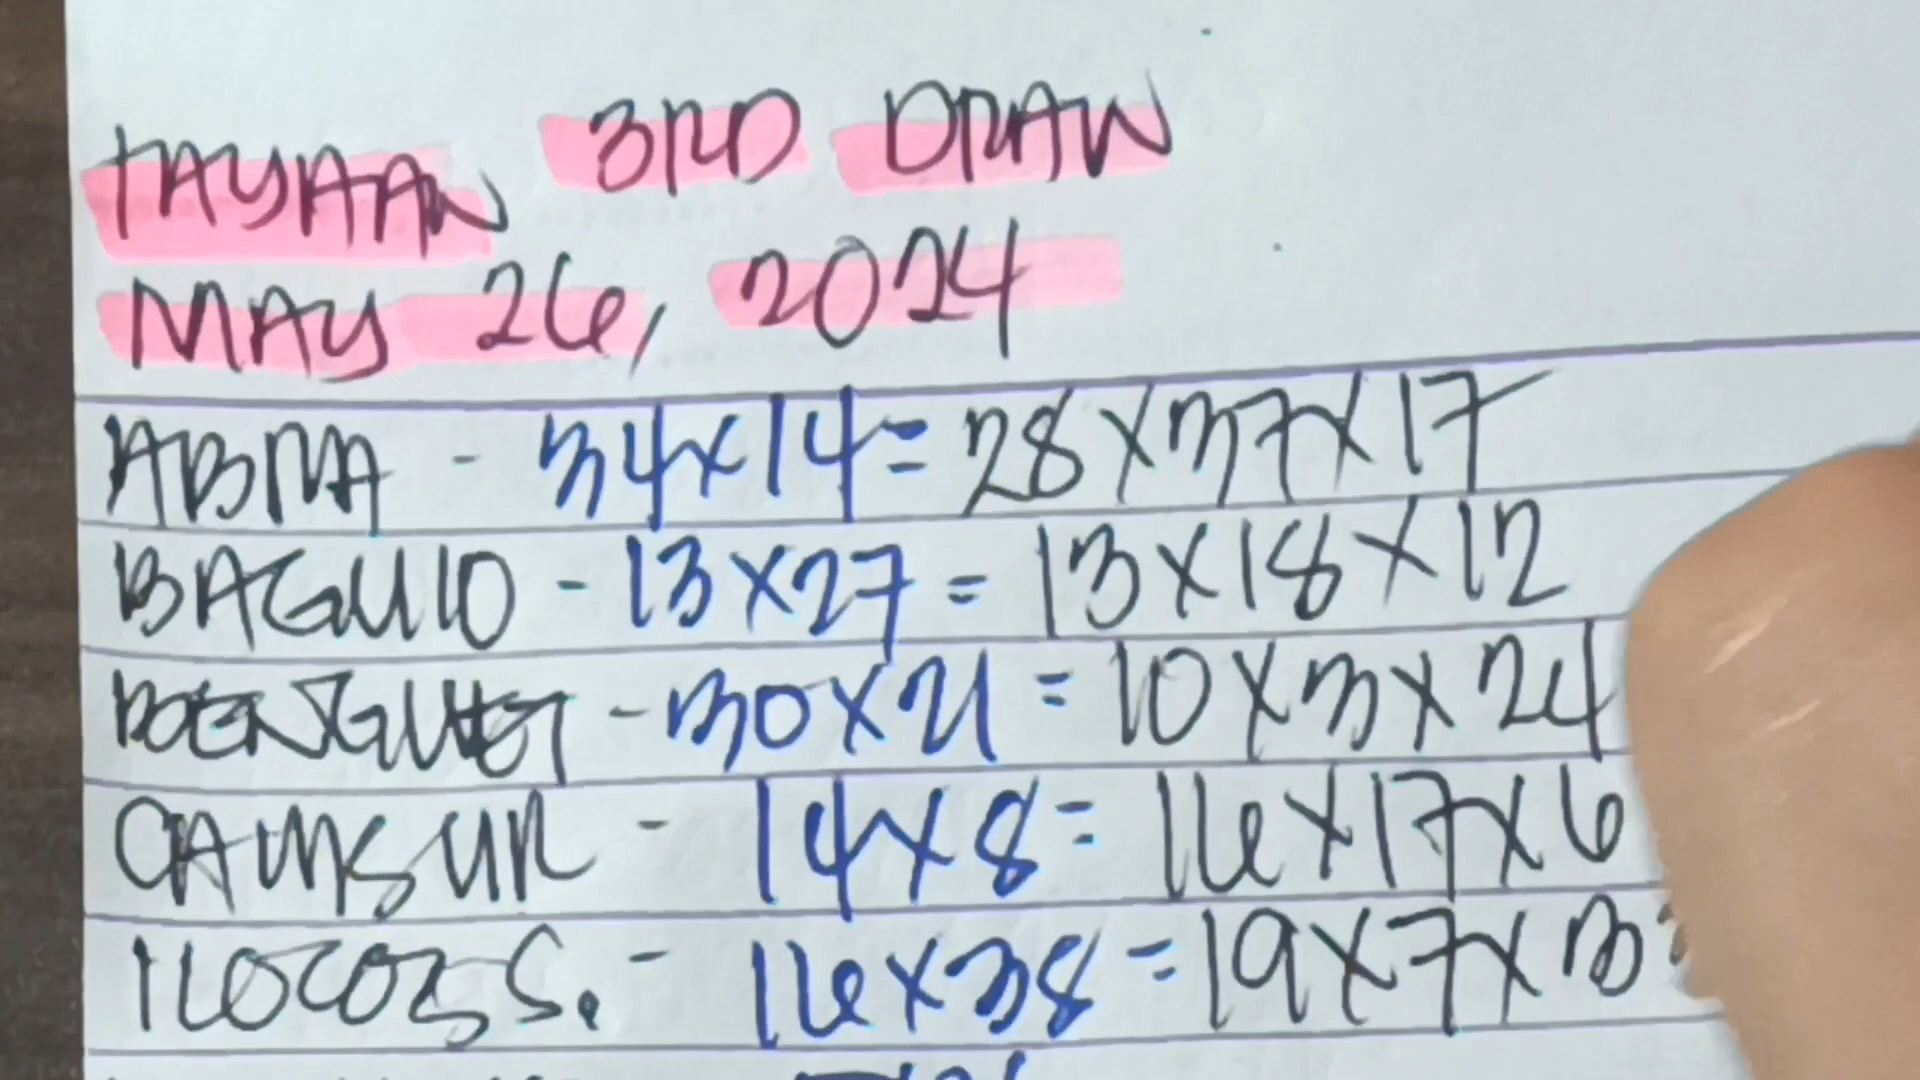 TAYAAN 3RD DRAW
MAY 26, 2024
ABRA - 34x14 = 28x37x17
BAGUIO - 13x27 = 13x18x12
BENGUET - 30x21 = 10x3x24
CAMSUR - 14x8 = 16x17x6
ILOCOS S. - 16x38 = 19x7x